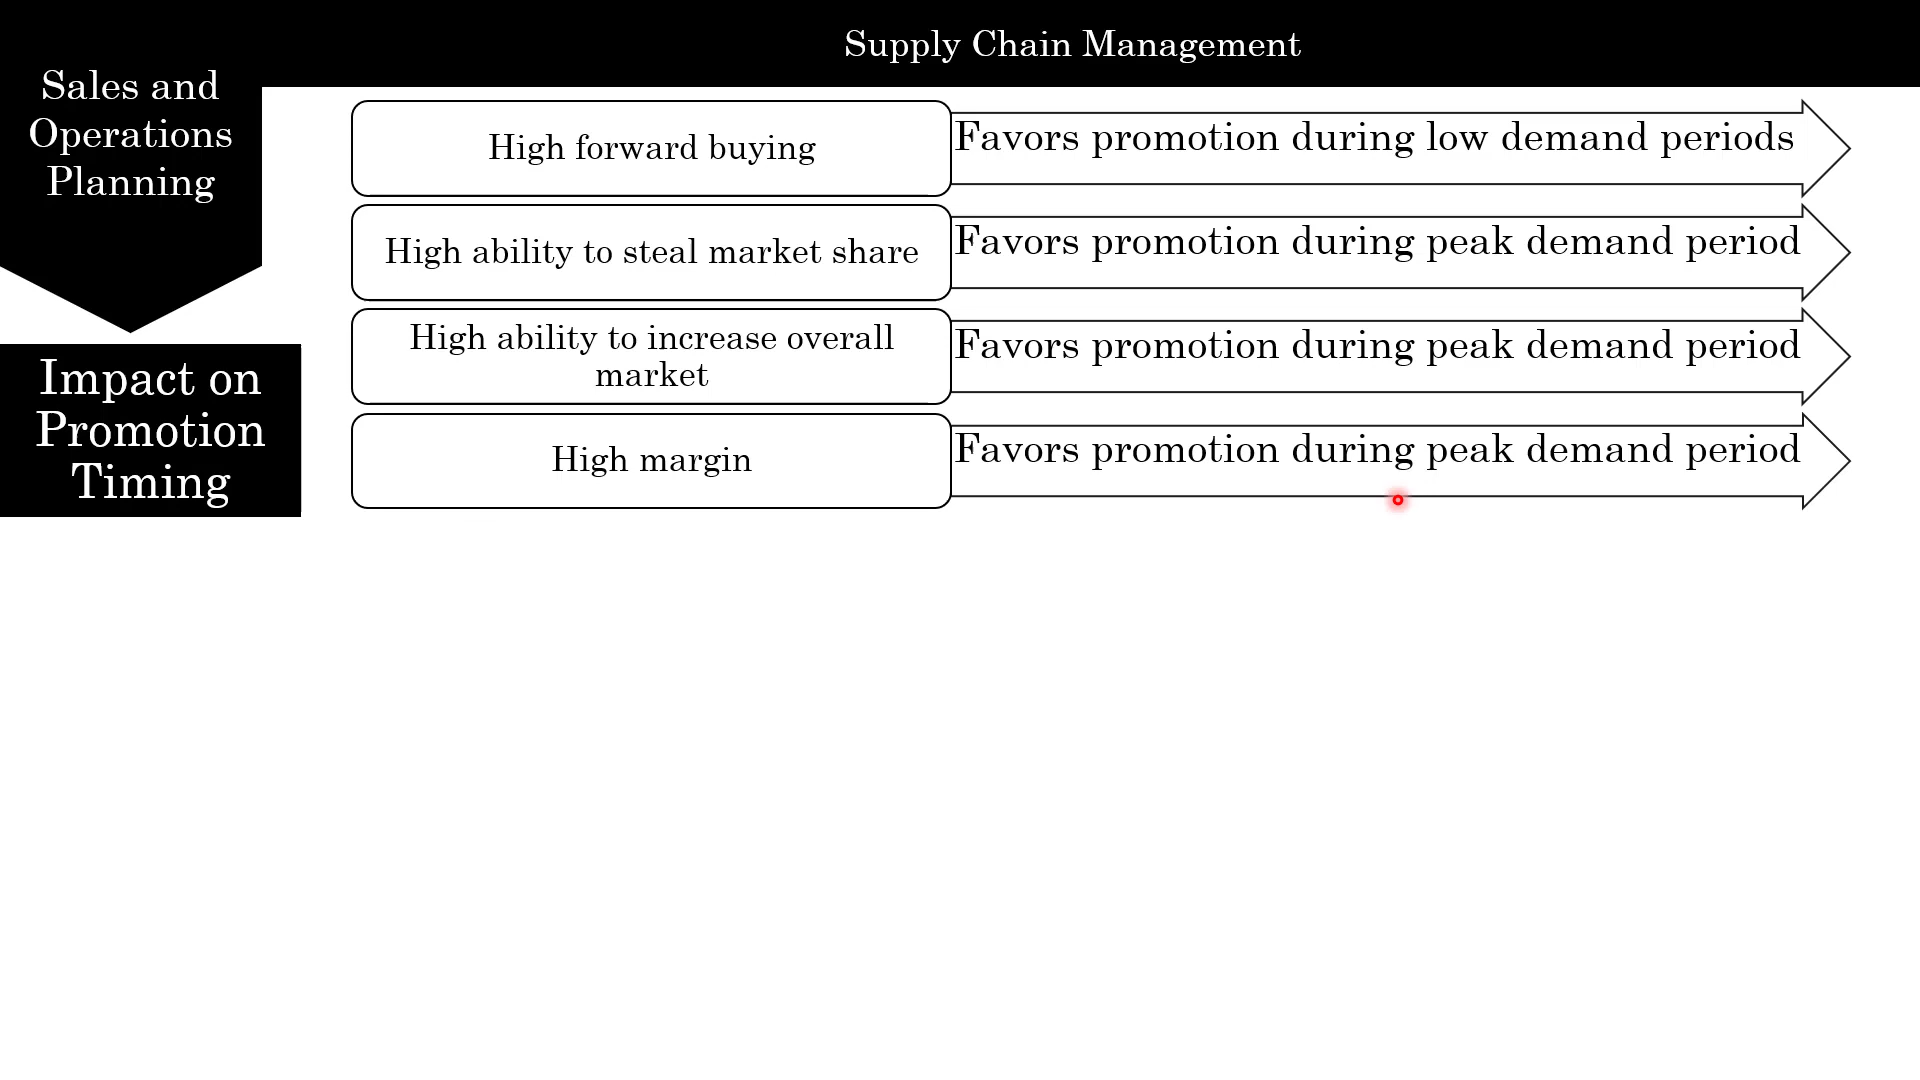 Supply Chain Management
Sales and
Operations
Planning
Impact on
Promotion
Timing
High forward buying
Favors promotion during low demand periods
High ability to steal market share
Favors promotion during peak demand period
High ability to increase overall
market
Favors promotion during peak demand period
High margin
Favors promotion during peak demand period